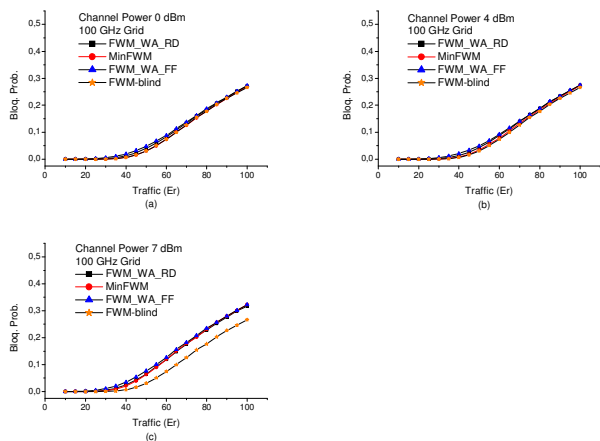 Channel Power 0 dBm
100 GHz Grid
FWM_WA_RD
MinFWM
FWM_WA_FF
FWM-blind
Bloq. Prob.
0,5
0,4
0,3
0,2
0,1
0,0
0 20 40 60 80 100
Traffic (Er)
(a)
Channel Power 4 dBm
100 GHz Grid
FWM_WA_RD
MinFWM
FWM_WA_FF
FWM-blind
Bloq. Prob.
0,5
0,4
0,3
0,2
0,1
0,0
0 20 40 60 80 100
Traffic (Er)
(b)
Channel Power 7 dBm
100 GHz Grid
FWM_WA_RD
MinFWM
FWM_WA_FF
FWM-blind
Bloq. Prob.
0,5
0,4
0,3
0,2
0,1
0,0
0 20 40 60 80 100
Traffic (Er)
(c)